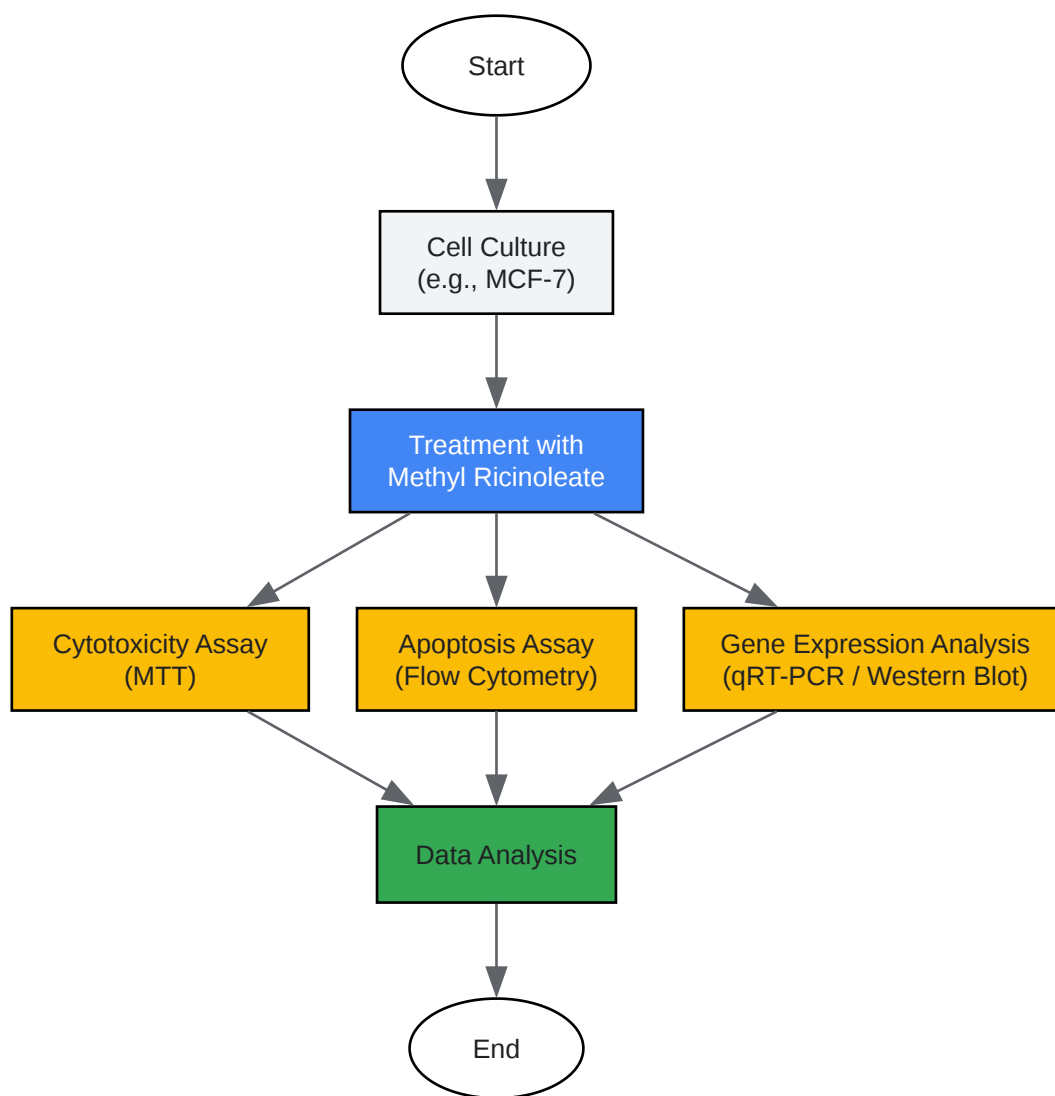 Start
Cell Culture
(e.g., MCF-7)
Treatment with
Methyl Ricinoleate
Cytotoxicity Assay
(MTT)
Apoptosis Assay
(Flow Cytometry)
Gene Expression Analysis
(qRT-PCR / Western Blot)
Data Analysis
End